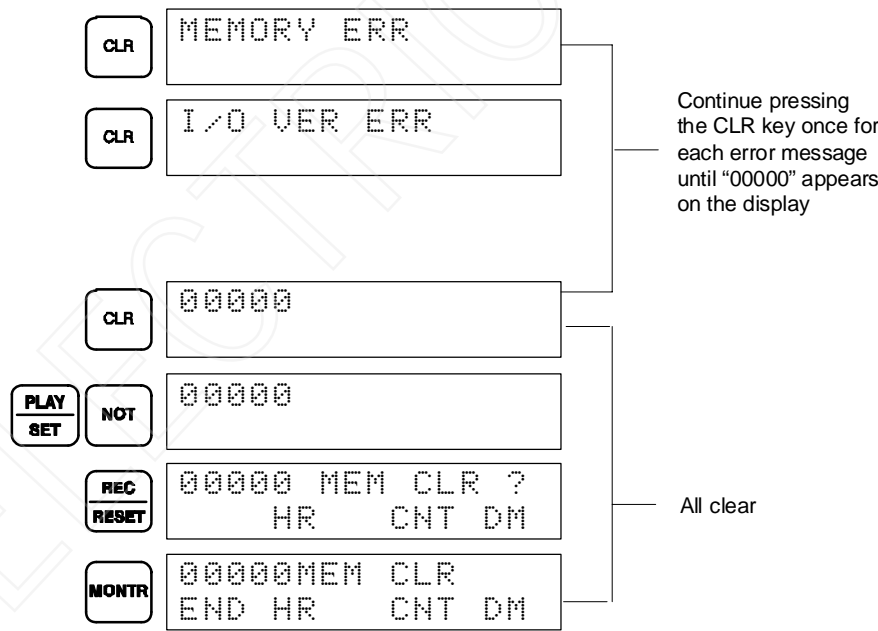 CLR
MEMORY ERR
CLR
I/O VER ERR
Continue pressing
the CLR key once for
each error message
until “00000” appears
on the display
CLR
00000
PLAY
SET
NOT
00000
REC
RESET
00000 MEM CLR ?
HR CNT DM
All clear
MONTR
00000MEM CLR
END HR CNT DM